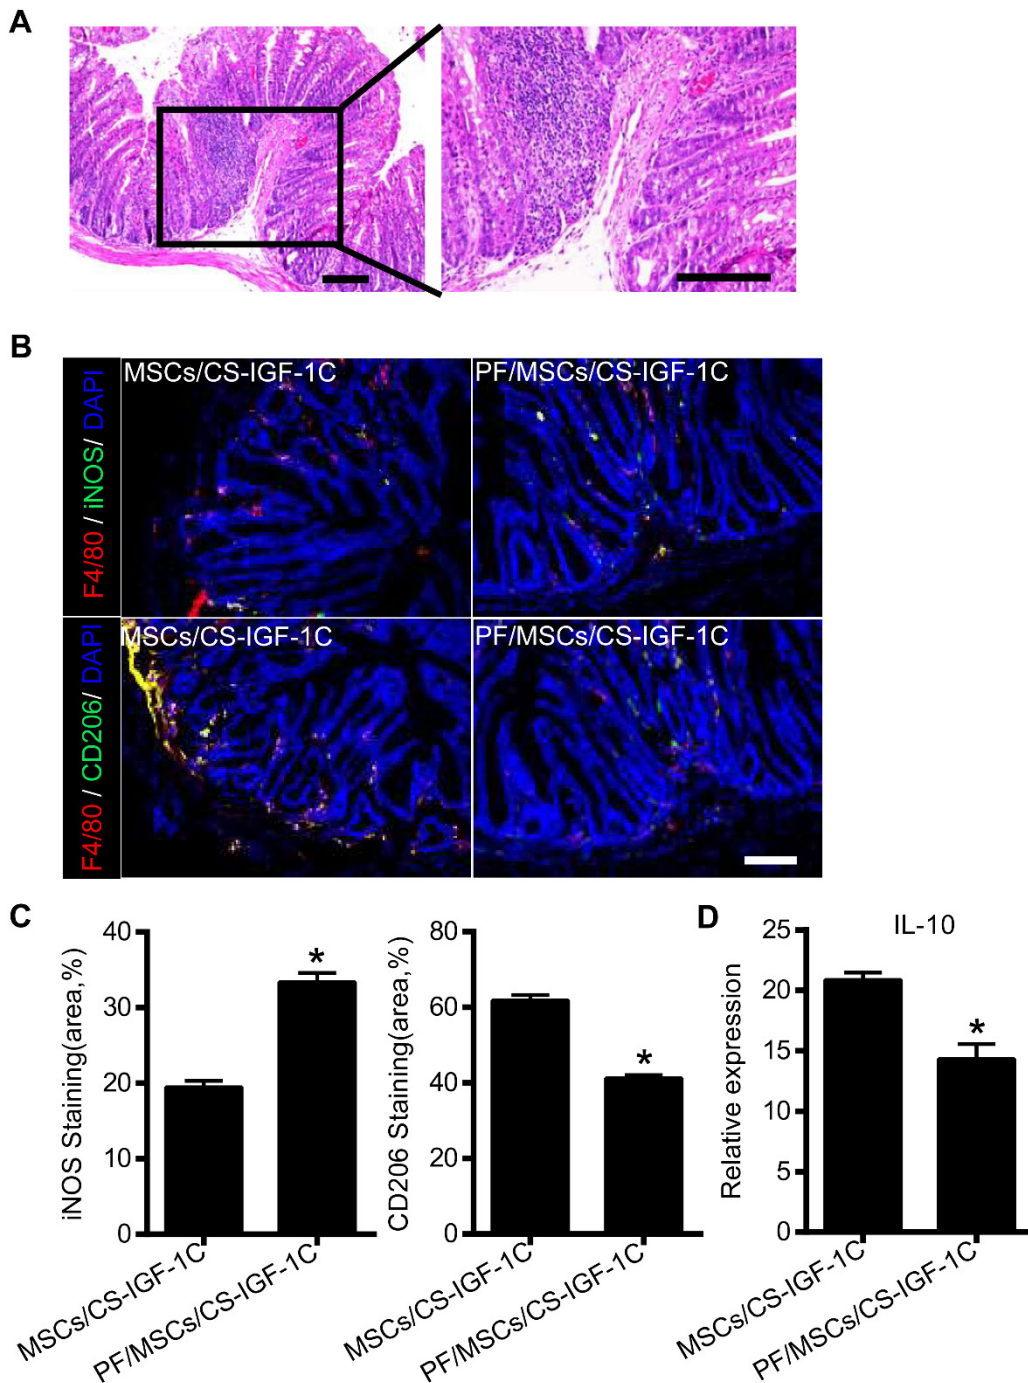 A
B
F4/80 / iNOS/ DAPI
MSCs/CS-IGF-1C
PF/MSCs/CS-IGF-1C
F4/80 / CD206/ DAPI
MSCs/CS-IGF-1C
PF/MSCs/CS-IGF-1C
C
iNOS Staining(area,%)
40
30
20
10
0
*
MSCs/CS-IGF-1C
PF/MSCs/CS-IGF-1C
CD206 Staining(area,%)
80
60
40
20
0
*
MSCs/CS-IGF-1C
PF/MSCs/CS-IGF-1C
D
IL-10
Relative expression
25
20
15
10
5
0
*
MSCs/CS-IGF-1C
PF/MSCs/CS-IGF-1C